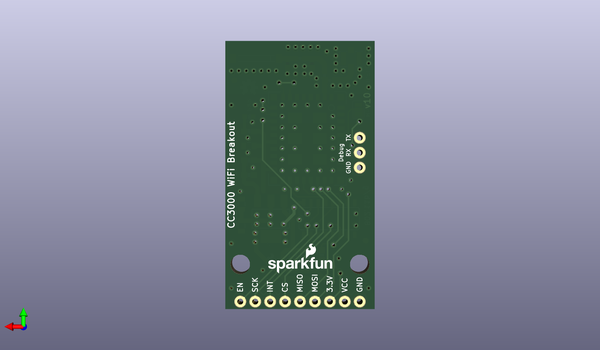 CC3000 WiFi Breakout
Debug
GND RX TX
sparkfun
EN SCK INT CS MISO MOSI 3.3V VCC GND